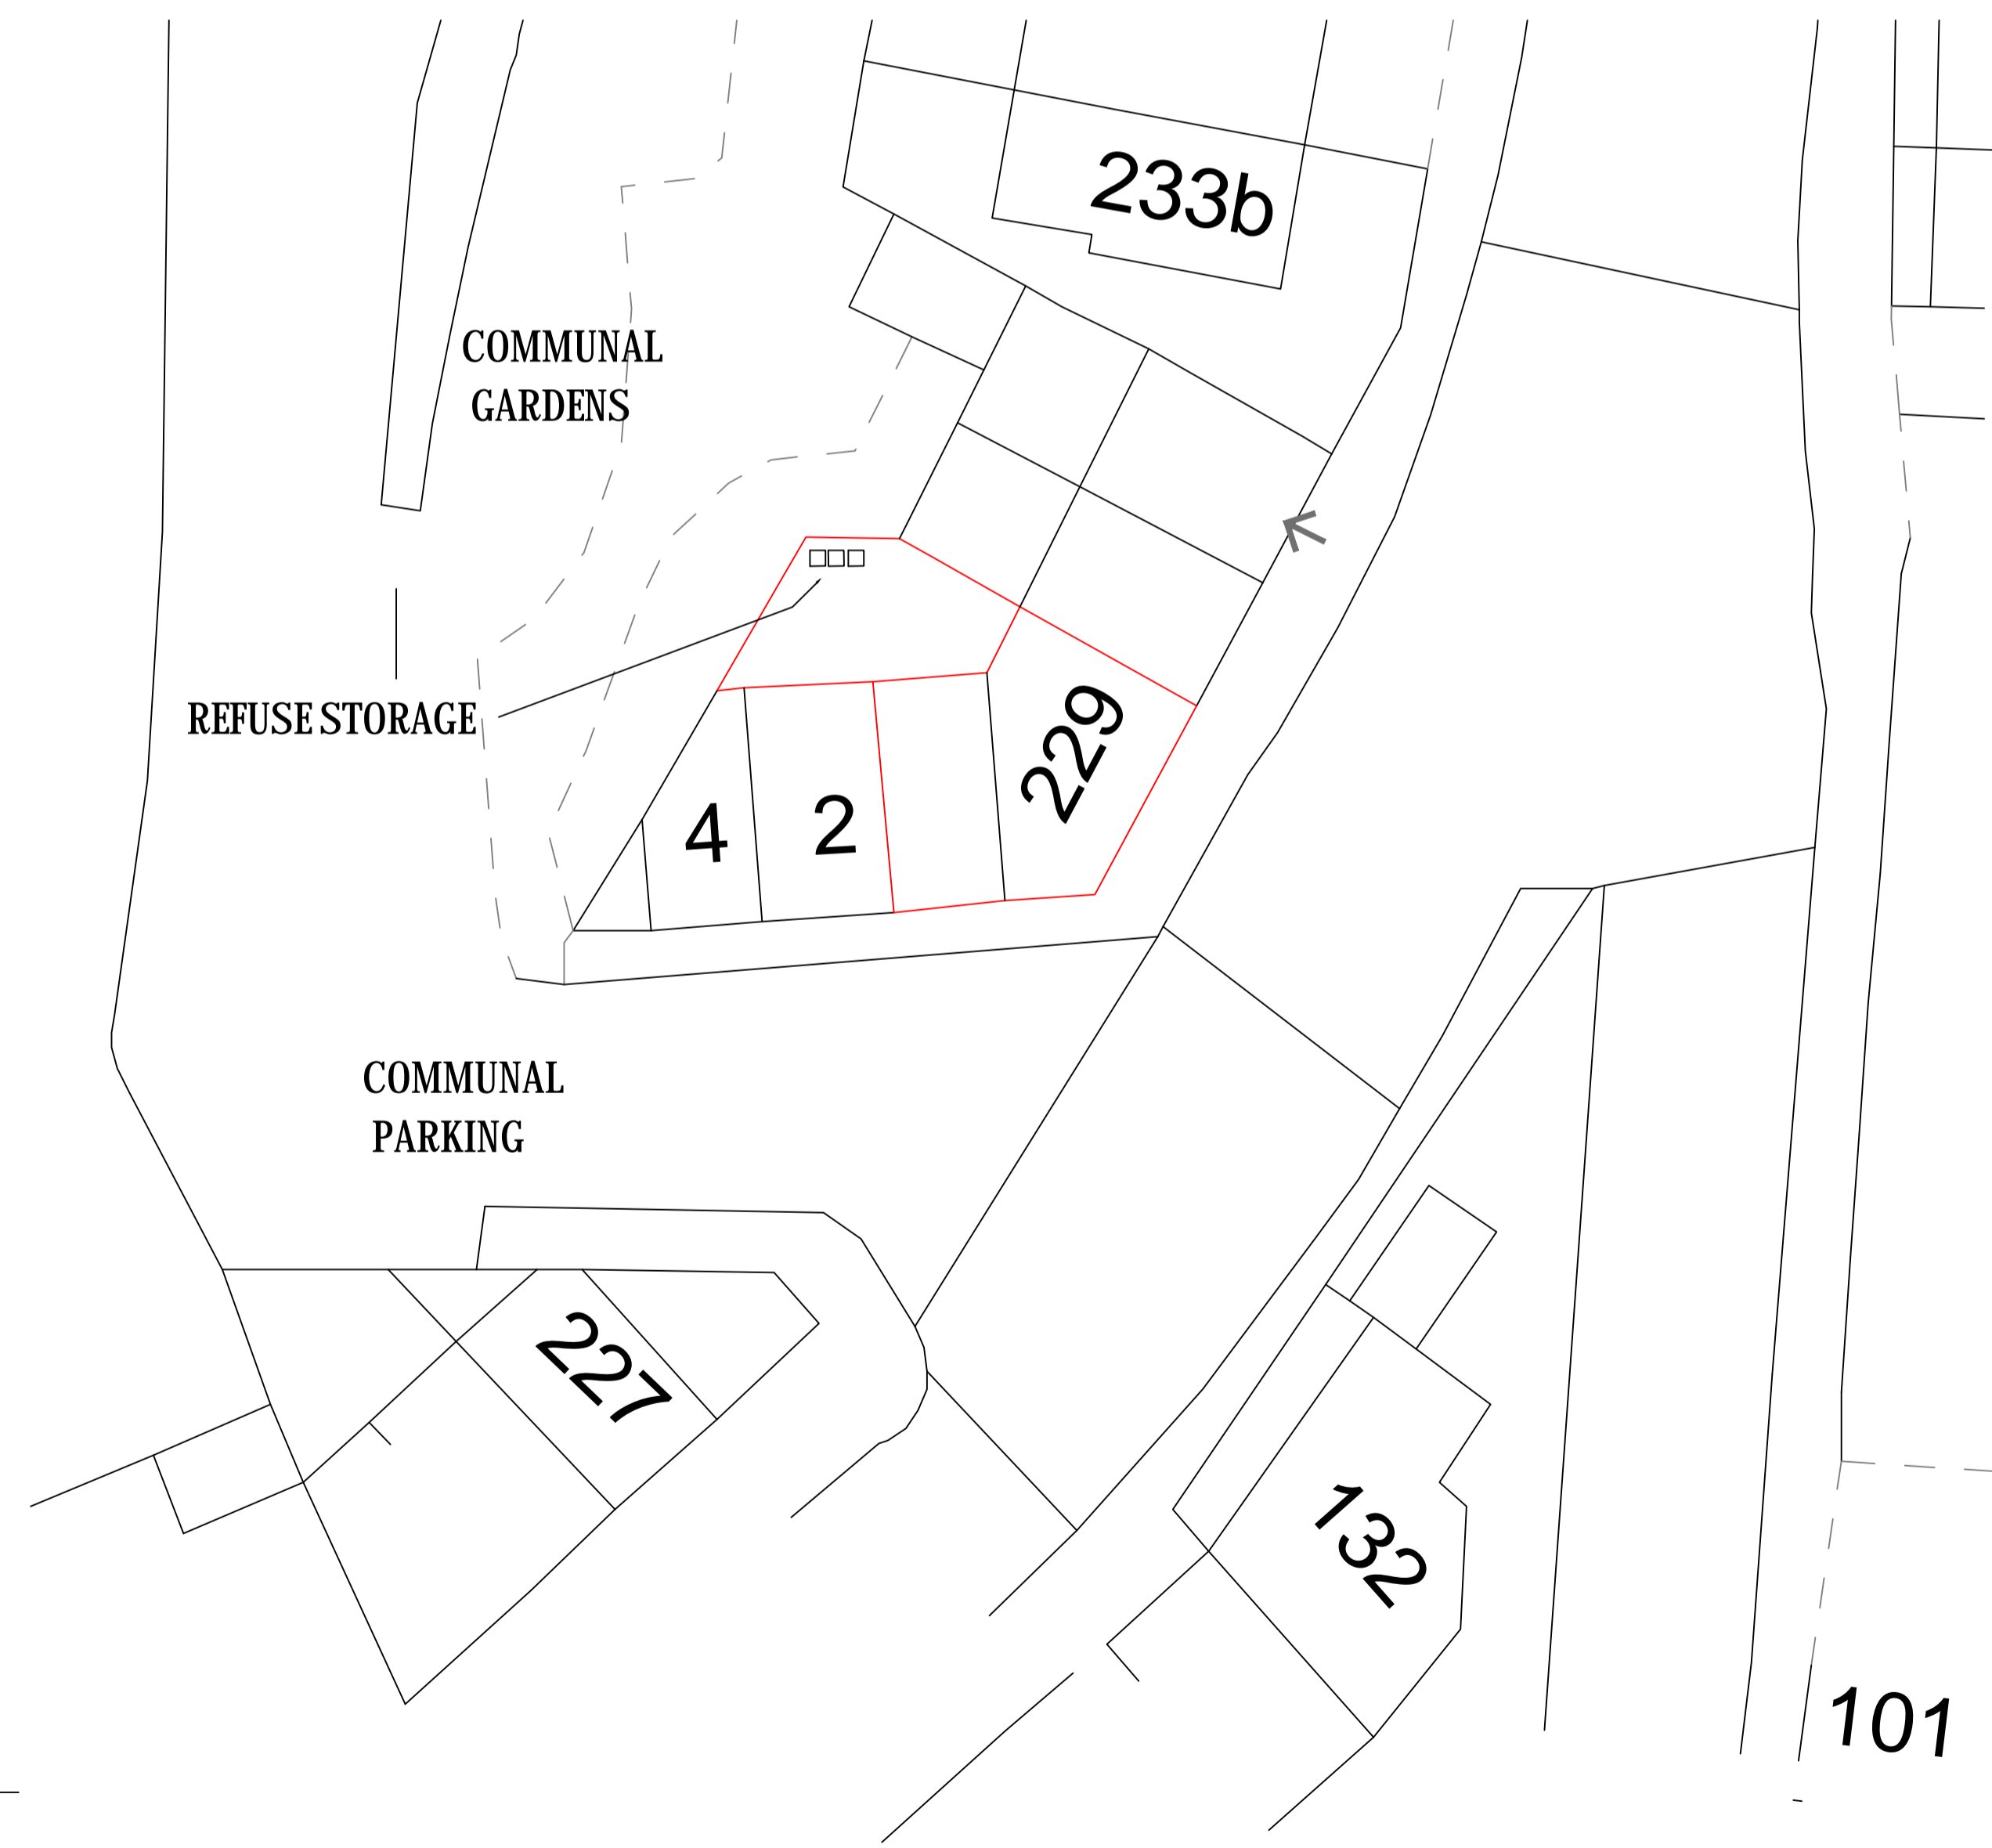 233b
COMMUNAL
GARDENS
REFUSE STORAGE
229
4
2
COMMUNAL
PARKING
227
132
101